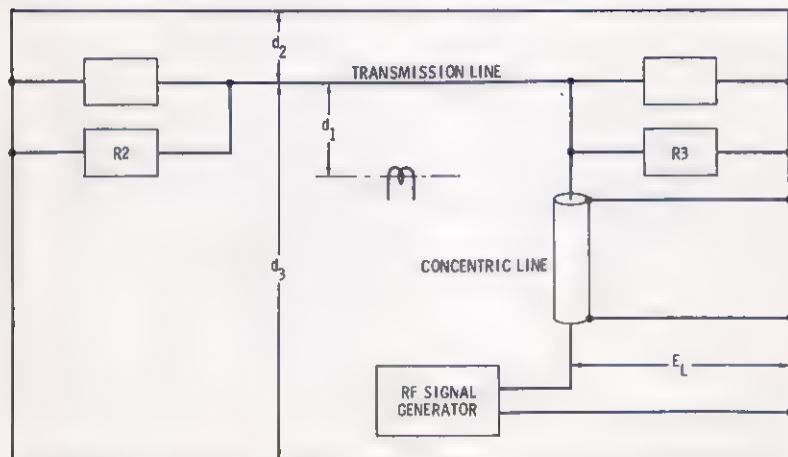 d2
TRANSMISSION LINE
d1
R2
R3
d3
CONCENTRIC LINE
EL
RF SIGNAL
GENERATOR